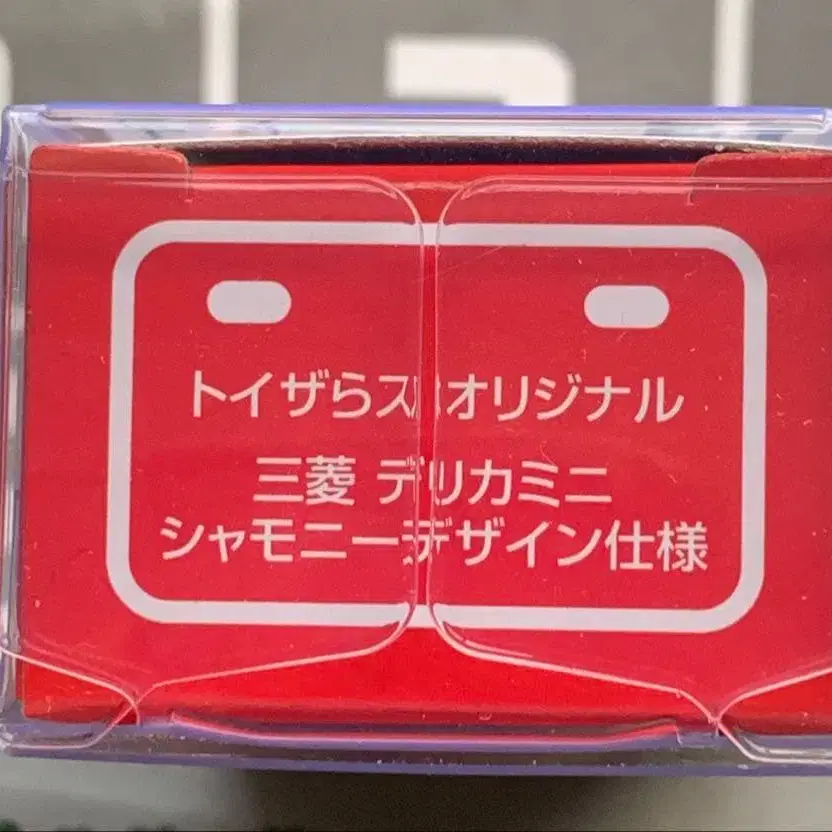 トイザらスオリジナル
三菱 デリカミニ
シャモニーデザイン仕様